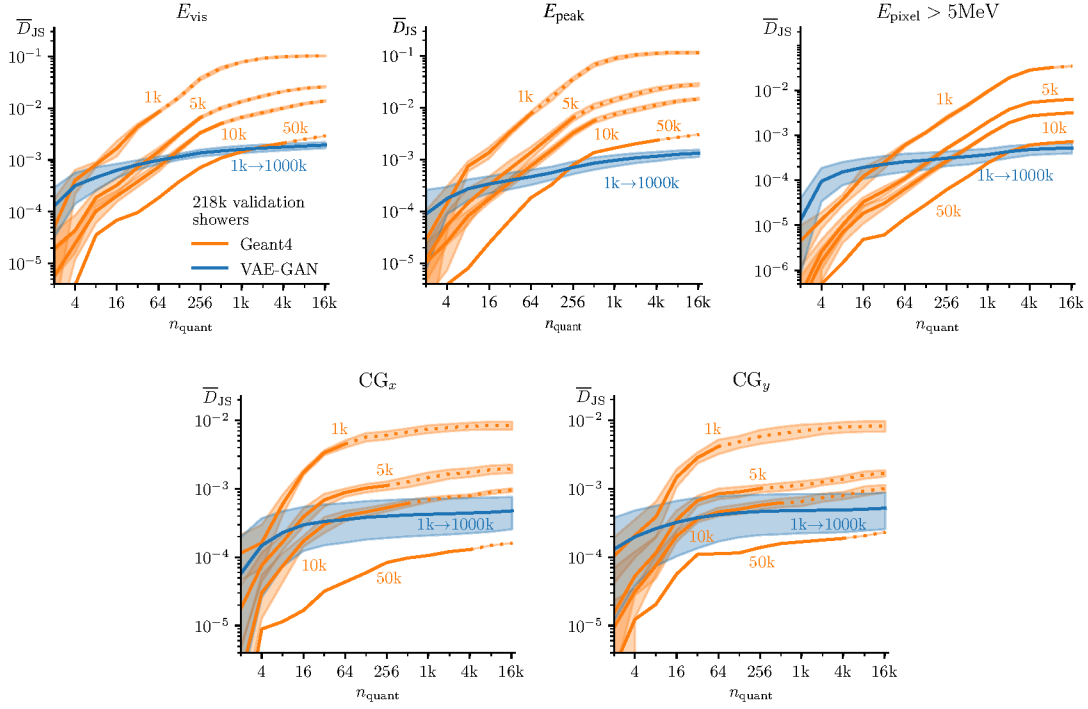 E_vis
D̅_JS
10⁻¹
10⁻²
10⁻³
10⁻⁴
10⁻⁵
1k
5k
10k
50k
1k→1000k
218k validation
showers
Geant4
VAE-GAN
4 16 64 256 1k 4k 16k
n_quant
E_peak
D̅_JS
10⁻¹
10⁻²
10⁻³
10⁻⁴
10⁻⁵
1k
5k
10k
50k
1k→1000k
4 16 64 256 1k 4k 16k
n_quant
E_pixel > 5MeV
D̅_JS
10⁻¹
10⁻²
10⁻³
10⁻⁴
10⁻⁵
10⁻⁶
1k
5k
10k
1k→1000k
50k
4 16 64 256 1k 4k 16k
n_quant
CG_x
D̅_JS
10⁻²
10⁻³
10⁻⁴
10⁻⁵
1k
5k
1k→1000k
10k
50k
4 16 64 256 1k 4k 16k
n_quant
CG_y
D̅_JS
10⁻²
10⁻³
10⁻⁴
10⁻⁵
1k
5k
1k→1000k
10k
50k
4 16 64 256 1k 4k 16k
n_quant